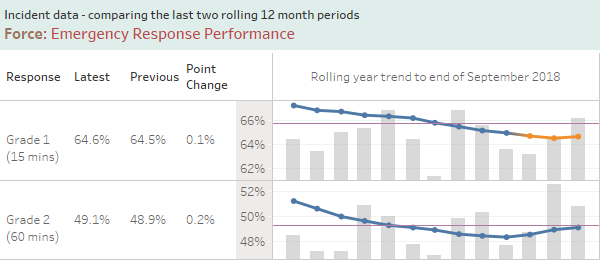 Incident data - comparing the last two rolling 12 month periods
Force: Emergency Response Performance
Response Latest Previous Point Change Rolling year trend to end of September 2018
Grade 1 (15 mins) 64.6% 64.5% 0.1%
66%
64%
62%
Grade 2 (60 mins) 49.1% 48.9% 0.2%
52%
50%
48%